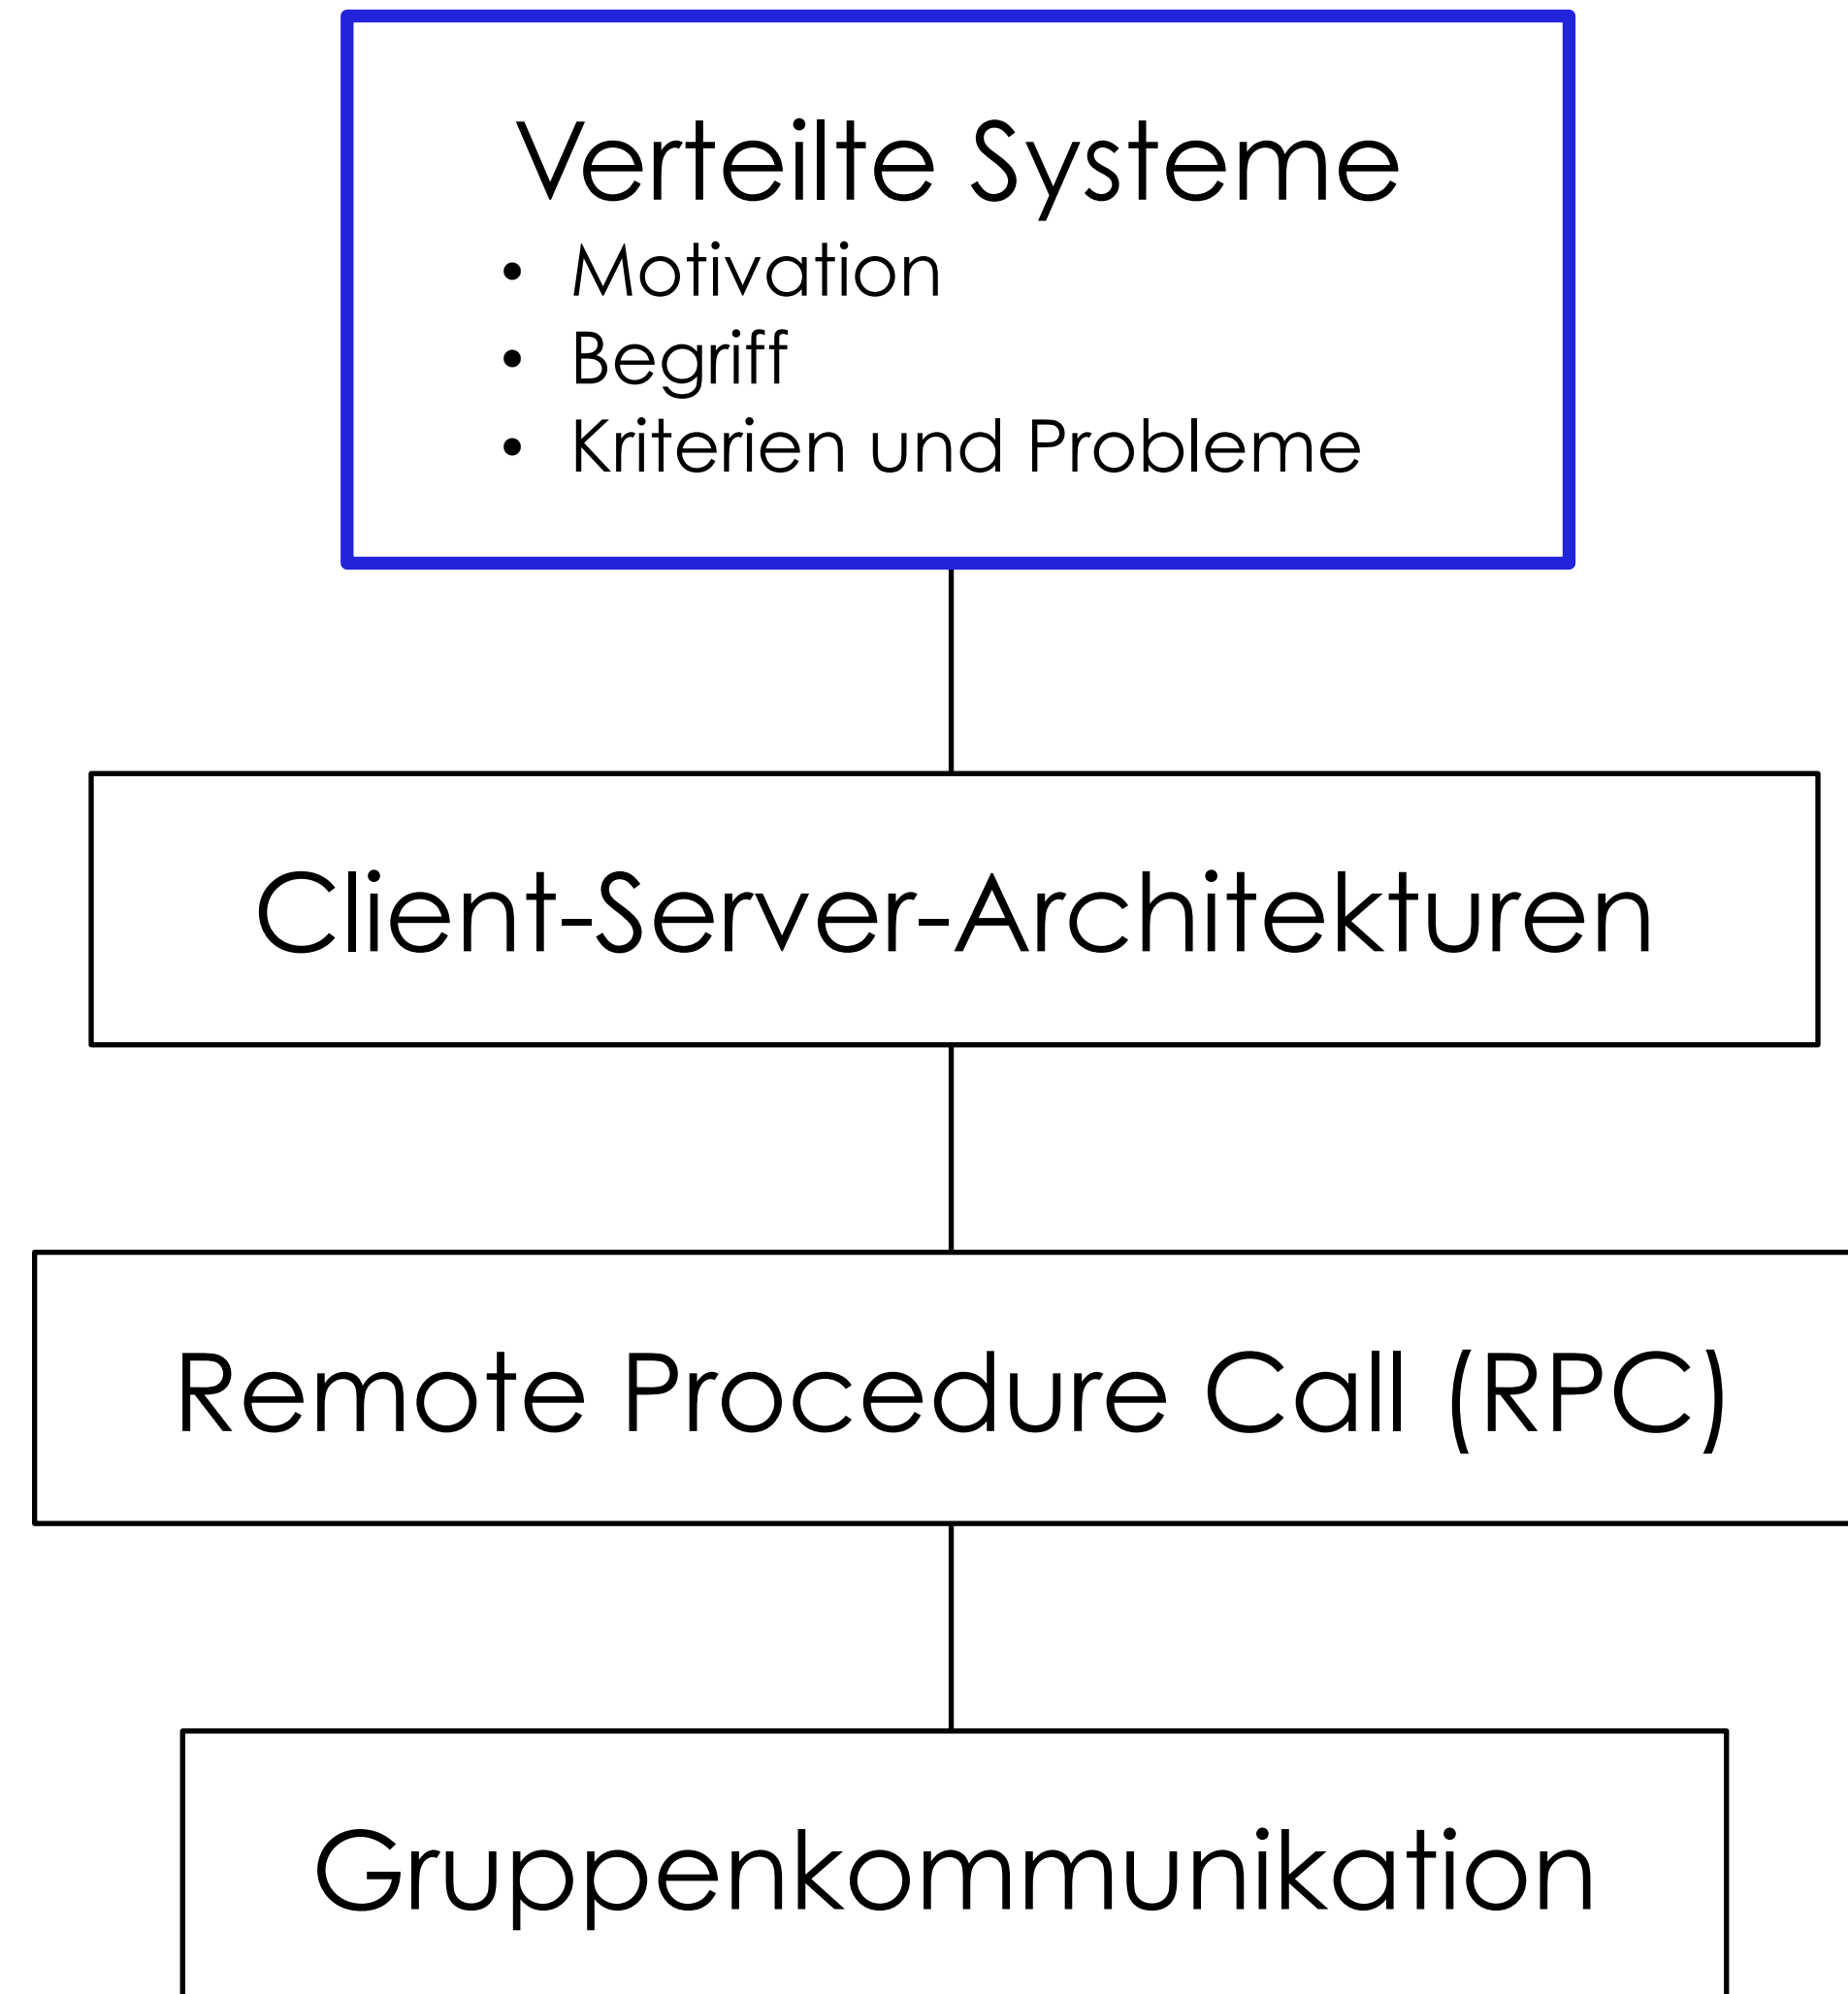 Verteilte Systeme
• Motivation
• Begriff
• Kriterien und Probleme
Client-Server-Architekturen
Remote Procedure Call (RPC)
Gruppenkommunikation